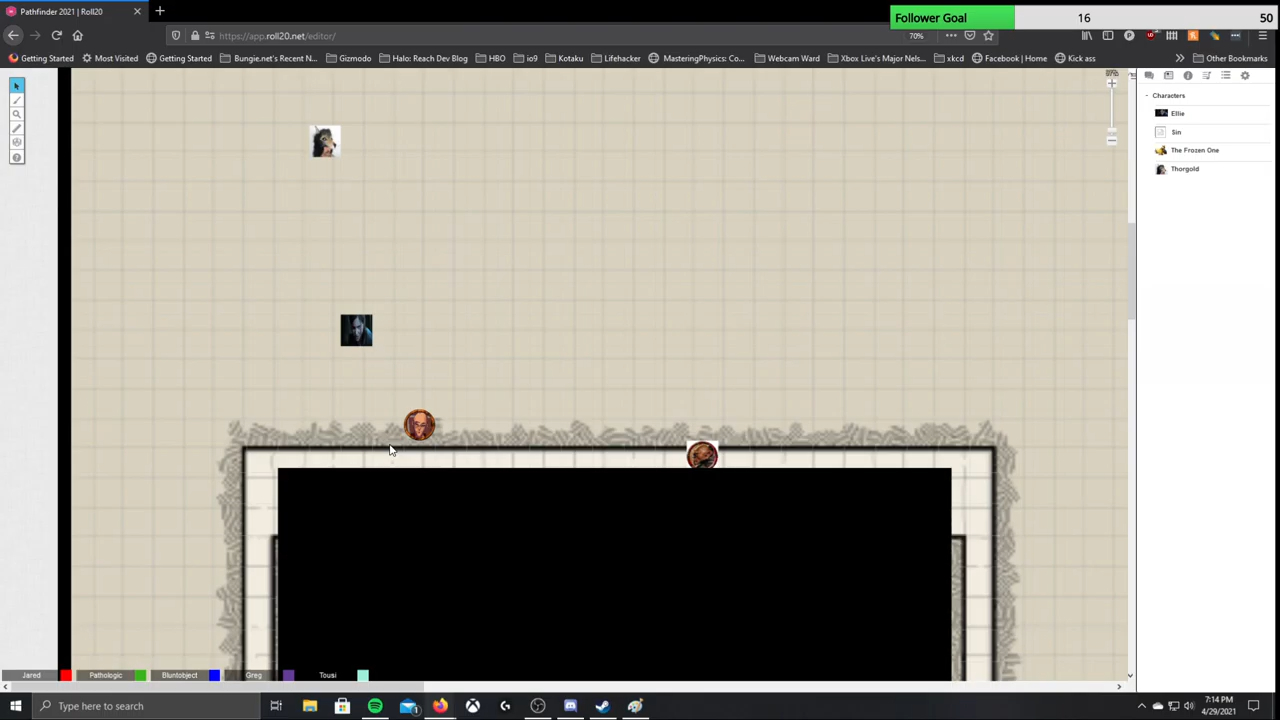 Pathfinder 2021 | Roll20
Follower Goal 16 50
https://app.roll20.net/editor/ 70%
Getting Started Most Visited Getting Started Bungie.net's Recent N... Gizmodo Halo: Reach Dev Blog HBO io9 Kotaku Lifehacker MasteringPhysics: Co... Webcam Ward Xbox Live's Major Nels... xkcd Facebook | Home Kick ass Other Bookmarks
Characters
Ellie
Sin
The Frozen One
Thorgold
Jared Pathologic Bluntobject Greg Tousi
Type here to search
7:14 PM
4/29/2021